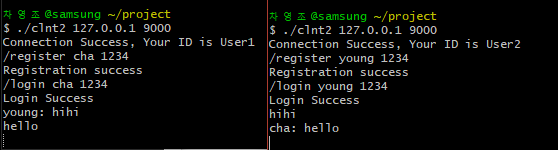 차 영 조 @samsung ~/project
$ ./clnt2 127.0.0.1 9000
Connection Success, Your ID is User1
/register cha 1234
Registration success
/login cha 1234
Login Success
young: hihi
hello
차 영 조 @samsung ~/project
$ ./clnt2 127.0.0.1 9000
Connection Success, Your ID is User2
/register young 1234
Registration success
/login young 1234
Login Success
hihi
cha: hello